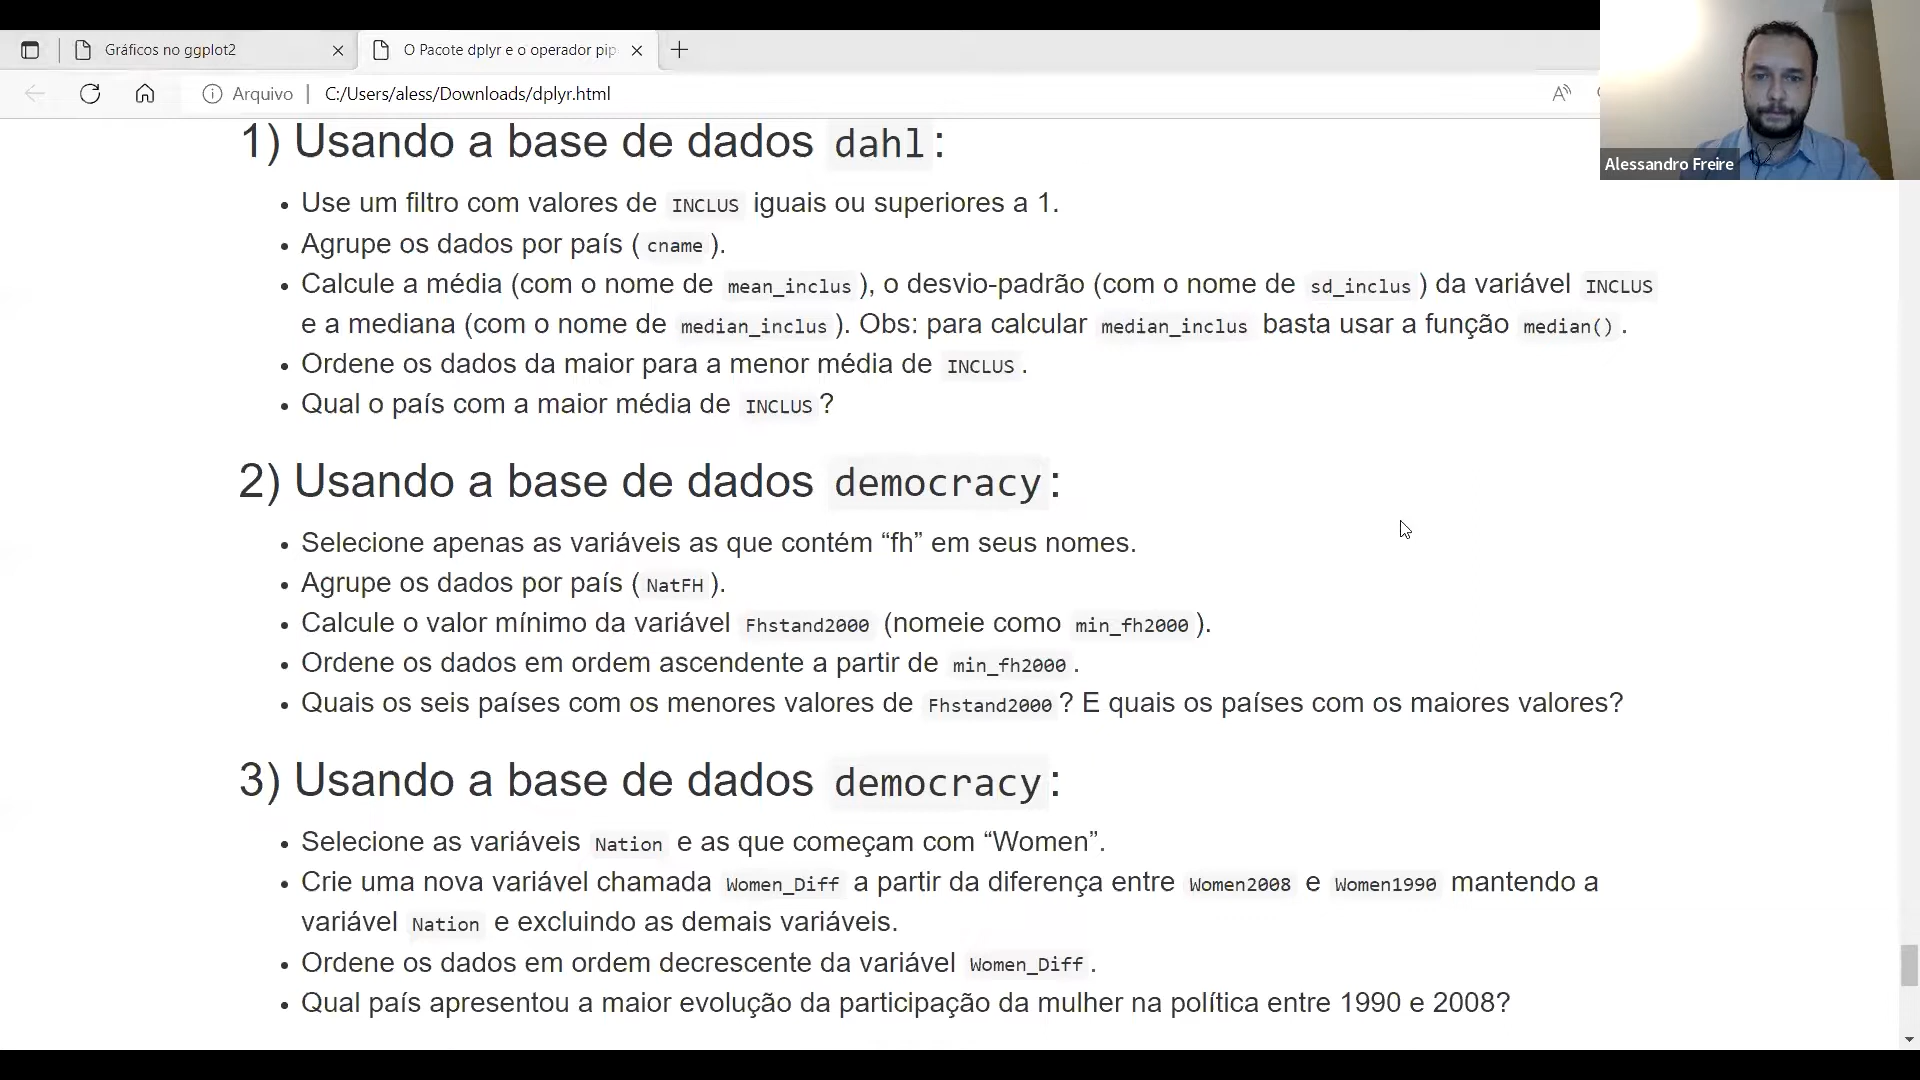 Gráficos no ggplot2
O Pacote dplyr e o operador pip
Arquivo
C:/Users/aless/Downloads/dplyr.html
Alessandro Freire
1) Usando a base de dados dahl:
• Use um filtro com valores de INCLUS iguais ou superiores a 1.
• Agrupe os dados por país ( cname ).
• Calcule a média (com o nome de mean_inclus ), o desvio-padrão (com o nome de sd_inclus ) da variável INCLUS
e a mediana (com o nome de median_inclus ). Obs: para calcular median_inclus basta usar a função median() .
• Ordene os dados da maior para a menor média de INCLUS .
• Qual o país com a maior média de INCLUS ?
2) Usando a base de dados democracy:
• Selecione apenas as variáveis as que contém “fh” em seus nomes.
• Agrupe os dados por país ( NatFH ).
• Calcule o valor mínimo da variável Fhstand2000 (nomeie como min_fh2000 ).
• Ordene os dados em ordem ascendente a partir de min_fh2000 .
• Quais os seis países com os menores valores de Fhstand2000 ? E quais os países com os maiores valores?
3) Usando a base de dados democracy:
• Selecione as variáveis Nation e as que começam com “Women”.
• Crie uma nova variável chamada Women_Diff a partir da diferença entre Women2008 e Women1990 mantendo a
variável Nation e excluindo as demais variáveis.
• Ordene os dados em ordem decrescente da variável Women_Diff .
• Qual país apresentou a maior evolução da participação da mulher na política entre 1990 e 2008?